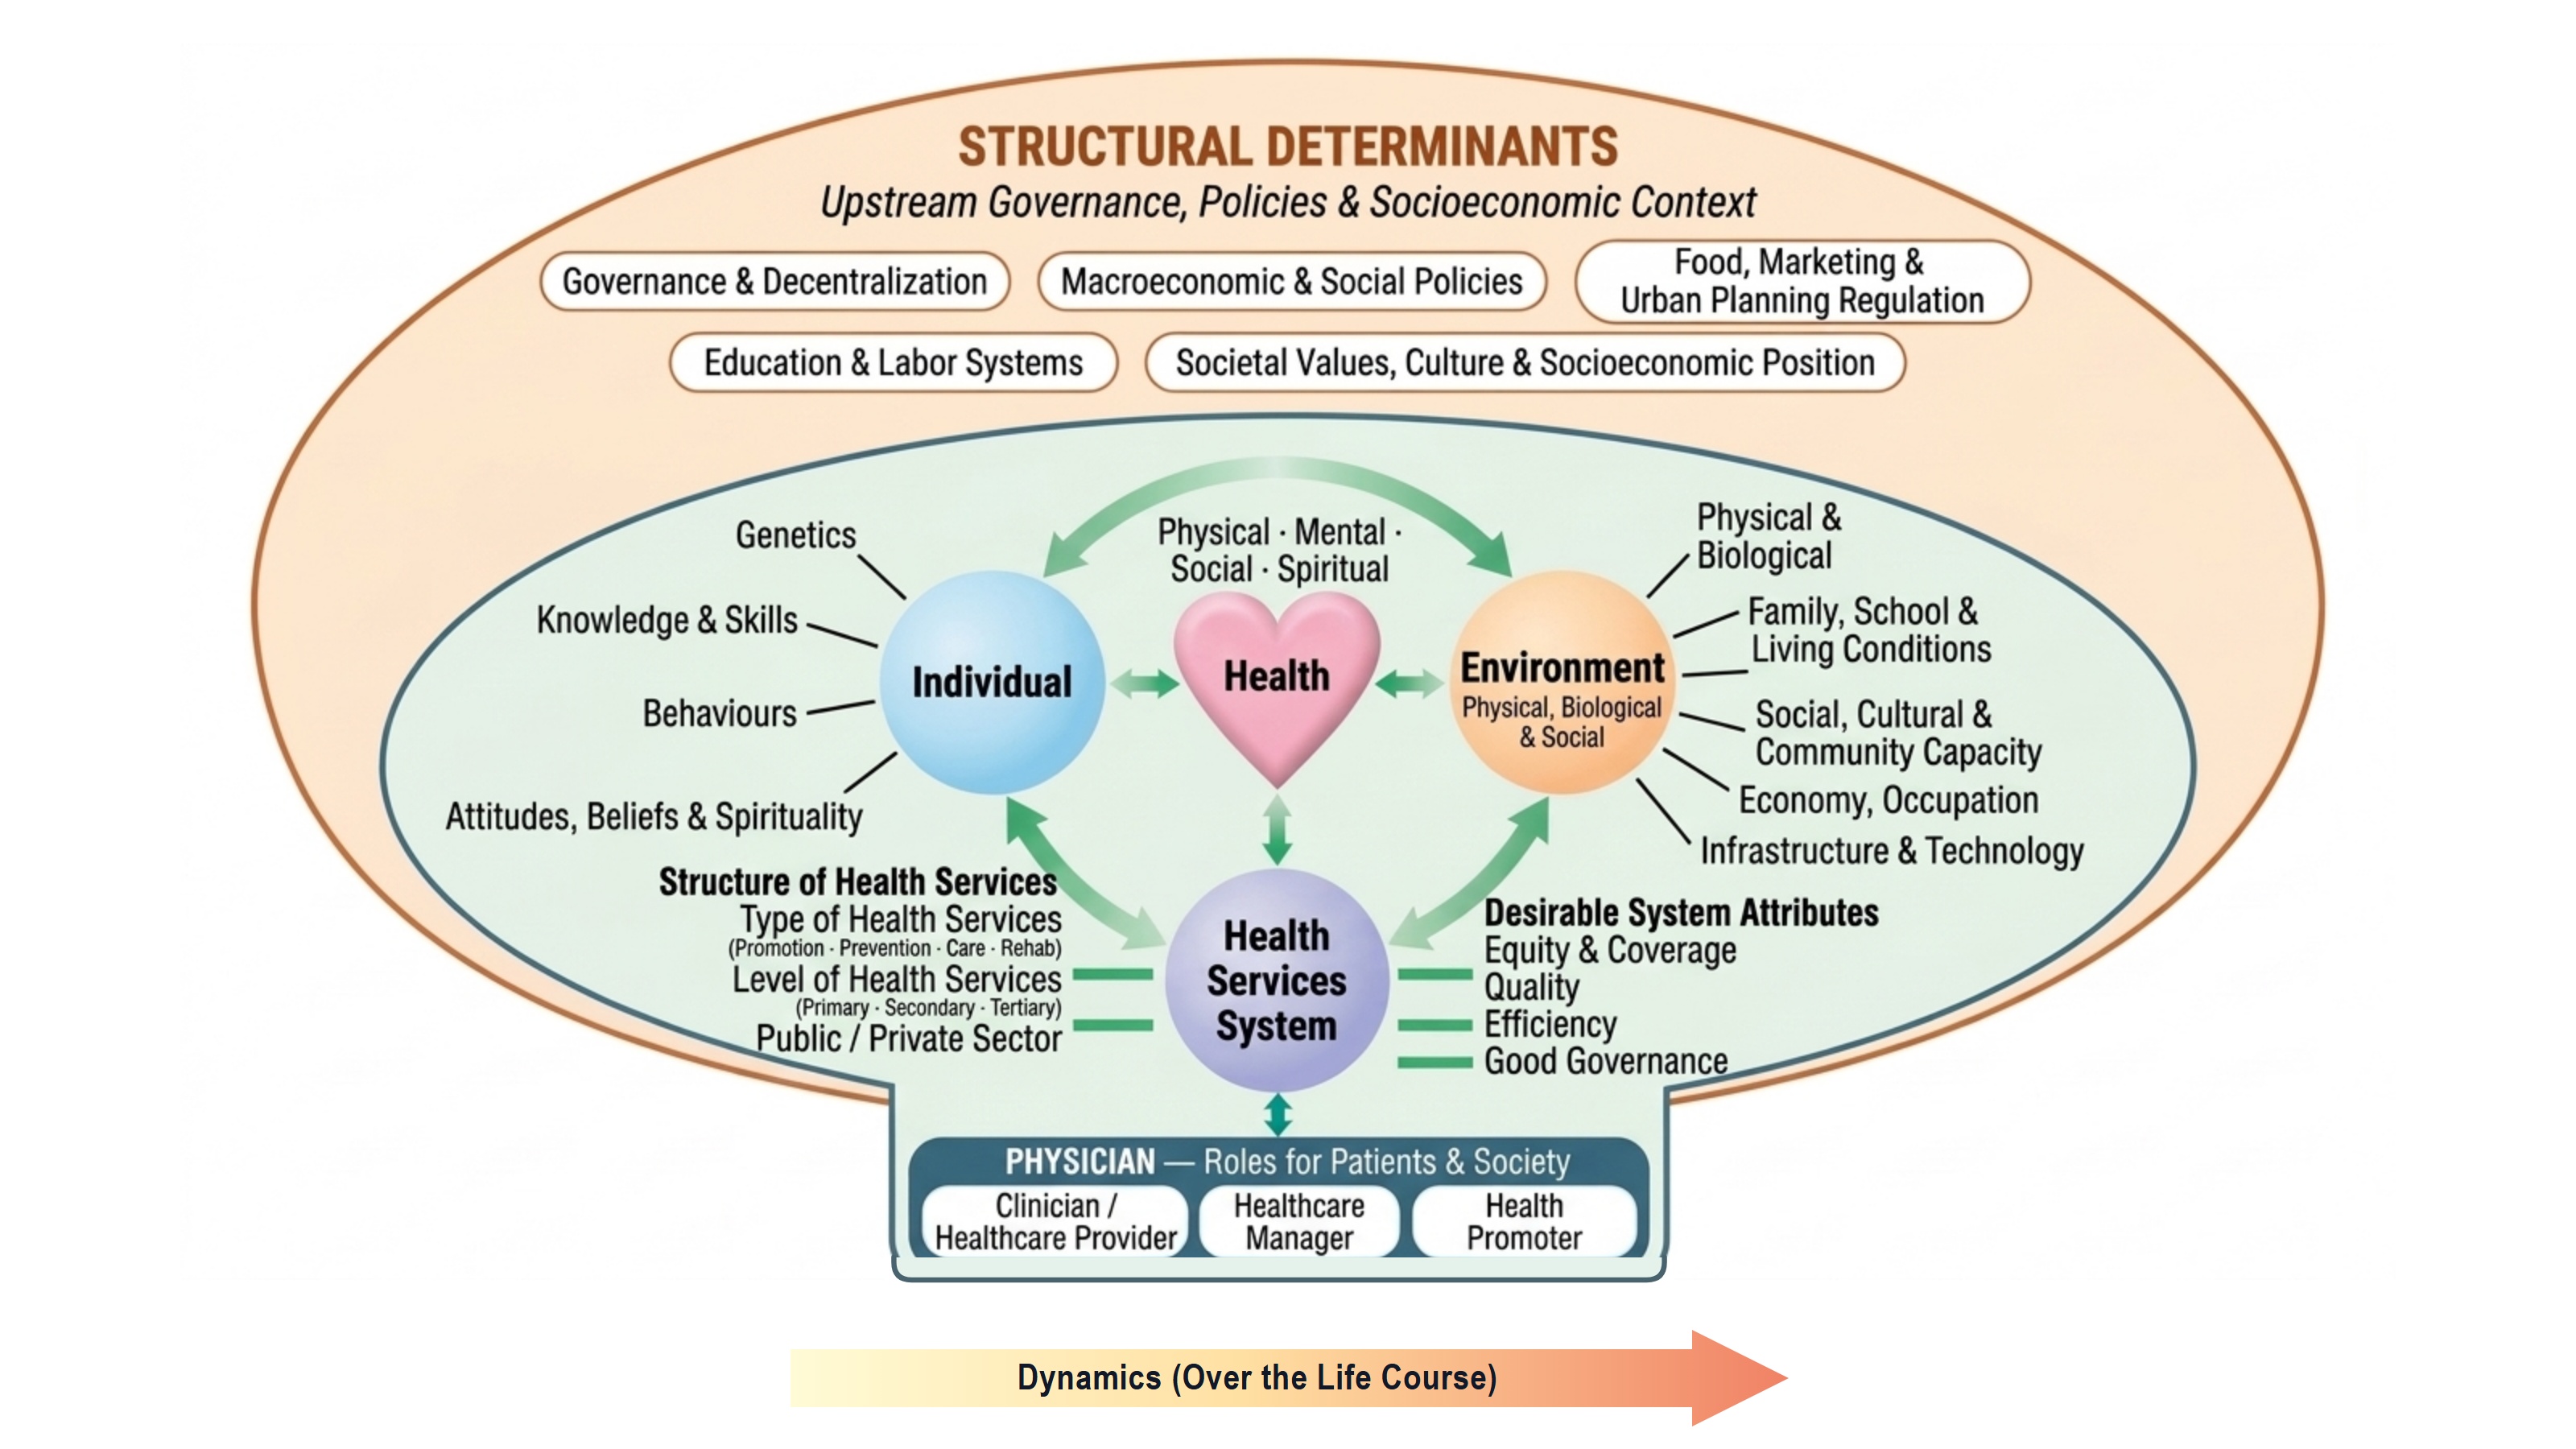 STRUCTURAL DETERMINANTS
Upstream Governance, Policies & Socioeconomic Context
Governance & Decentralization
Macroeconomic & Social Policies
Food, Marketing &
Urban Planning Regulation
Education & Labor Systems
Societal Values, Culture & Socioeconomic Position
Genetics
Knowledge & Skills
Behaviours
Attitudes, Beliefs & Spirituality
Individual
Physical · Mental ·
Social · Spiritual
Health
Environment
Physical, Biological
& Social
Physical &
Biological
Family, School &
Living Conditions
Social, Cultural &
Community Capacity
Economy, Occupation
Infrastructure & Technology
Structure of Health Services
Type of Health Services
(Promotion · Prevention · Care · Rehab)
Level of Health Services
(Primary · Secondary · Tertiary)
Public / Private Sector
Health
Services
System
Desirable System Attributes
Equity & Coverage
Quality
Efficiency
Good Governance
PHYSICIAN — Roles for Patients & Society
Clinician /
Healthcare Provider
Healthcare
Manager
Health
Promoter
Dynamics (Over the Life Course)